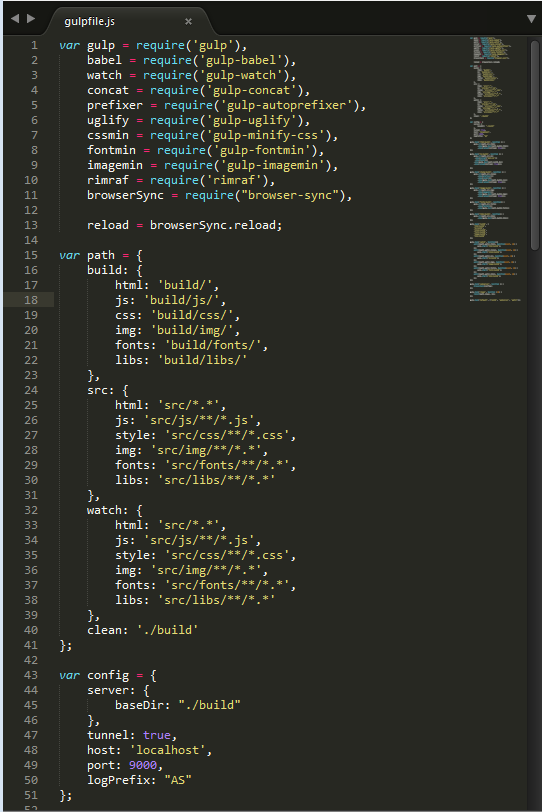 gulpfile.js ×
1 var gulp = require('gulp'),
2 babel = require('gulp-babel'),
3 watch = require('gulp-watch'),
4 concat = require('gulp-concat'),
5 prefixer = require('gulp-autoprefixer'),
6 uglify = require('gulp-uglify'),
7 cssmin = require('gulp-minify-css'),
8 fontmin = require('gulp-fontmin'),
9 imagemin = require('gulp-imagemin'),
10 rimraf = require('rimraf'),
11 browserSync = require("browser-sync"),
12
13 reload = browserSync.reload;
14
15 var path = {
16 build: {
17 html: 'build/',
18 js: 'build/js/',
19 css: 'build/css/',
20 img: 'build/img/',
21 fonts: 'build/fonts/',
22 libs: 'build/libs/'
23 },
24 src: {
25 html: 'src/*.*',
26 js: 'src/js/**/*.js',
27 style: 'src/css/**/*.css',
28 img: 'src/img/**/*.*',
29 fonts: 'src/fonts/**/*.*',
30 libs: 'src/libs/**/*.*'
31 },
32 watch: {
33 html: 'src/*.*',
34 js: 'src/js/**/*.js',
35 style: 'src/css/**/*.css',
36 img: 'src/img/**/*.*',
37 fonts: 'src/fonts/**/*.*',
38 libs: 'src/libs/**/*.*'
39 },
40 clean: './build'
41 };
42
43 var config = {
44 server: {
45 baseDir: "./build"
46 },
47 tunnel: true,
48 host: 'localhost',
49 port: 9000,
50 logPrefix: "AS"
51 };
52